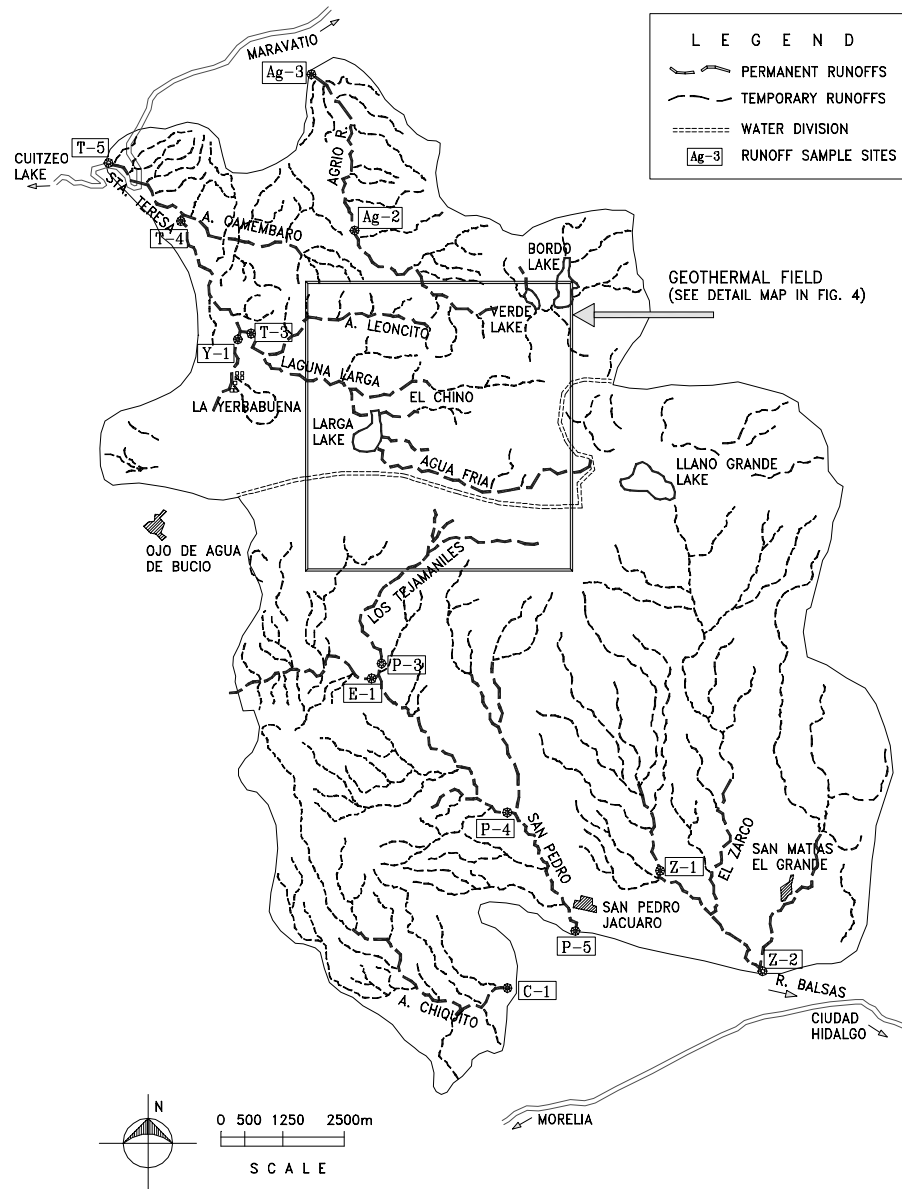 MARAVATIO
L E G E N D
PERMANENT RUNOFFS
TEMPORARY RUNOFFS
WATER DIVISION
Ag-3 RUNOFF SAMPLE SITES
Ag-3
AGRIO R.
T-5
CUITZEO
LAKE
STA. TERESA
A. CAMEMBARO
T-4
Ag-2
BORDO
LAKE
GEOTHERMAL FIELD
(SEE DETAIL MAP IN FIG. 4)
VERDE
LAKE
A. LEONCITO
T-3
Y-1
LAGUNA LARGA
EL CHINO
LA YERBABUENA
LARGA
LAKE
AGUA FRIA
LLANO GRANDE
LAKE
OJO DE AGUA
DE BUCIO
LOS TEJAMANILES
P-3
E-1
P-4
SAN PEDRO
EL ZARCO
SAN MATIAS
EL GRANDE
Z-1
SAN PEDRO
JACUARO
P-5
Z-2
R. BALSAS
C-1
A. CHIQUITO
CIUDAD
HIDALGO
MORELIA
N
0 500 1250 2500m
S C A L E